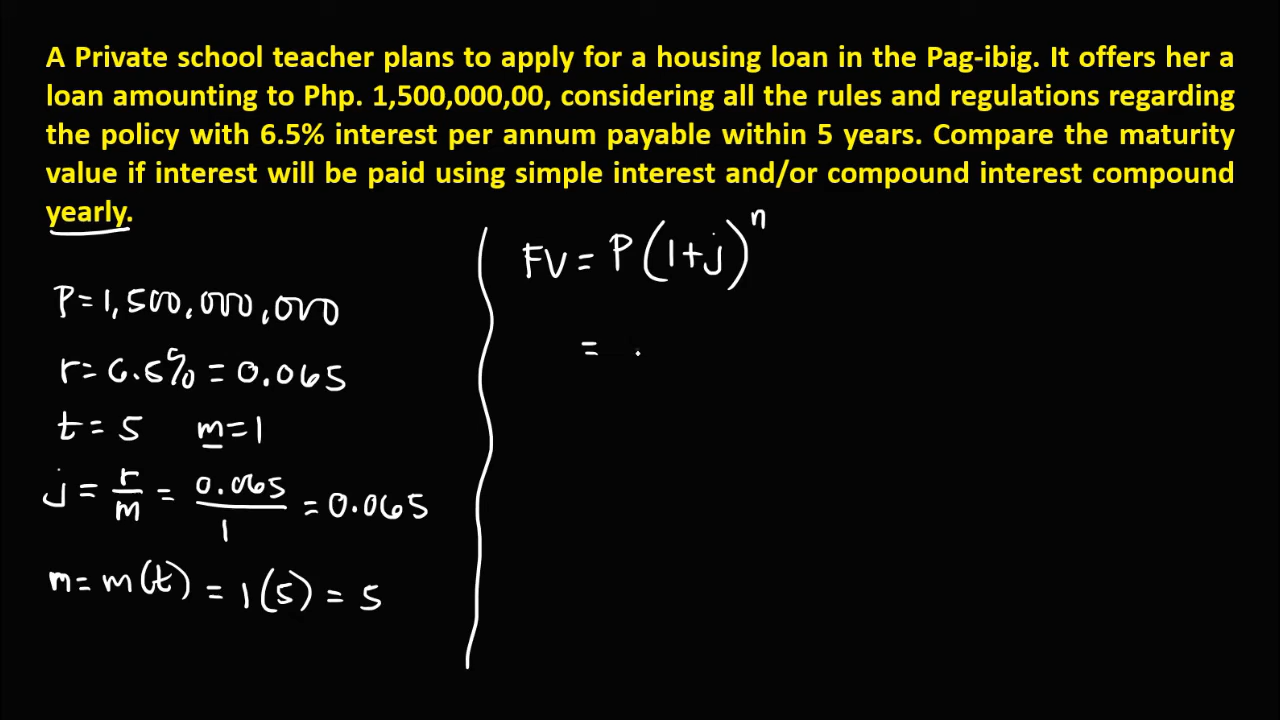 A Private school teacher plans to apply for a housing loan in the Pag-ibig. It offers her a
loan amounting to Php. 1,500,000,00, considering all the rules and regulations regarding
the policy with 6.5% interest per annum payable within 5 years. Compare the maturity
value if interest will be paid using simple interest and/or compound interest compound
yearly.
P=1,500,000,000
r= 6.5% = 0.065
t= 5 m=1
j = r/m = 0.065/1 = 0.065
m= m(t) = 1(5) = 5
FV= P(1+j)^n
= .